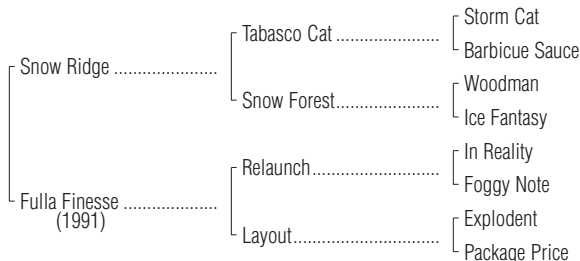 Storm Cat
Tabasco Cat ....................
Barbicue Sauce
Snow Ridge ....................
Woodman
Snow Forest....................
Ice Fantasy
In Reality
Relaunch.........................
Foggy Note
Fulla Finesse ..................
(1991)
Explodent
Layout............................
Package Price